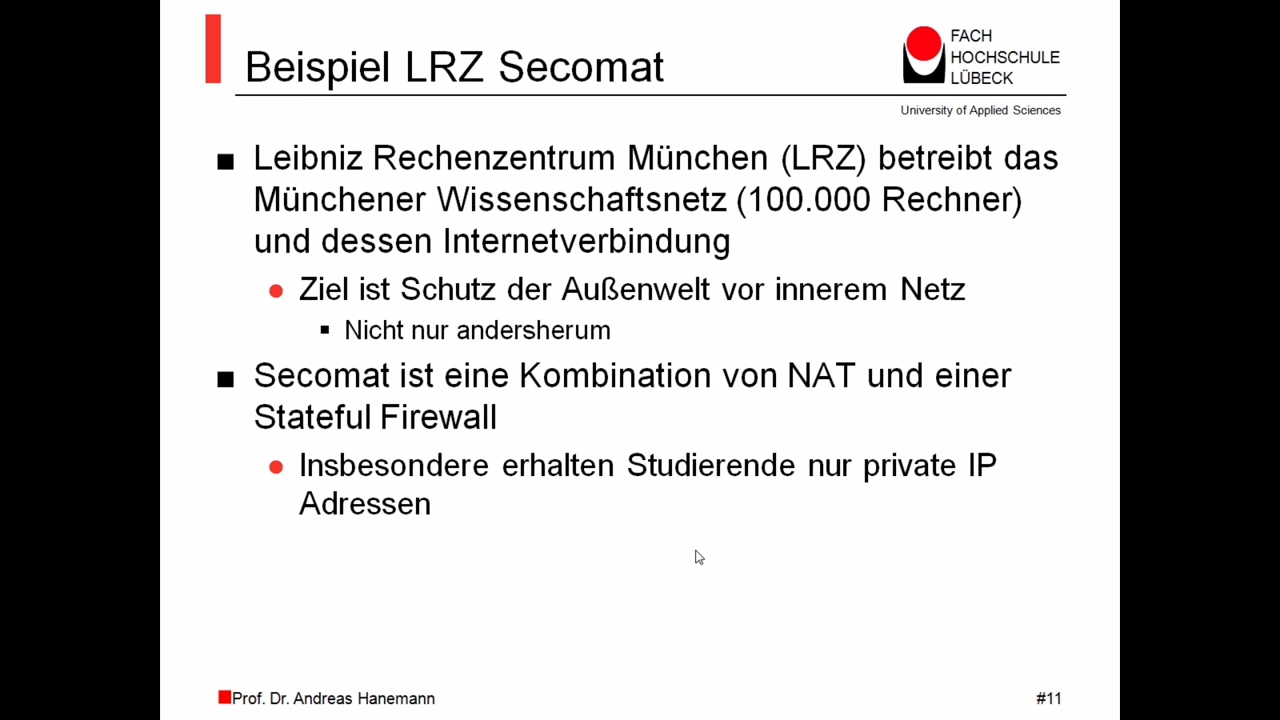 Beispiel LRZ Secomat
FACH
HOCHSCHULE
LÜBECK
University of Applied Sciences
Leibniz Rechenzentrum München (LRZ) betreibt das
Münchener Wissenschaftsnetz (100.000 Rechner)
und dessen Internetverbindung
Ziel ist Schutz der Außenwelt vor innerem Netz
Nicht nur andersherum
Secomat ist eine Kombination von NAT und einer
Stateful Firewall
Insbesondere erhalten Studierende nur private IP
Adressen
Prof. Dr. Andreas Hanemann
#11